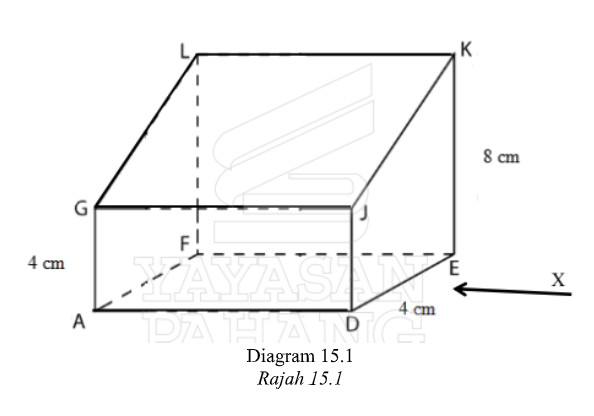 L
K
8 cm
G
J
F
4 cm
E
X
4 cm
A
D
YAYASAN
PAHANG
Diagram 15.1
Rajah 15.1